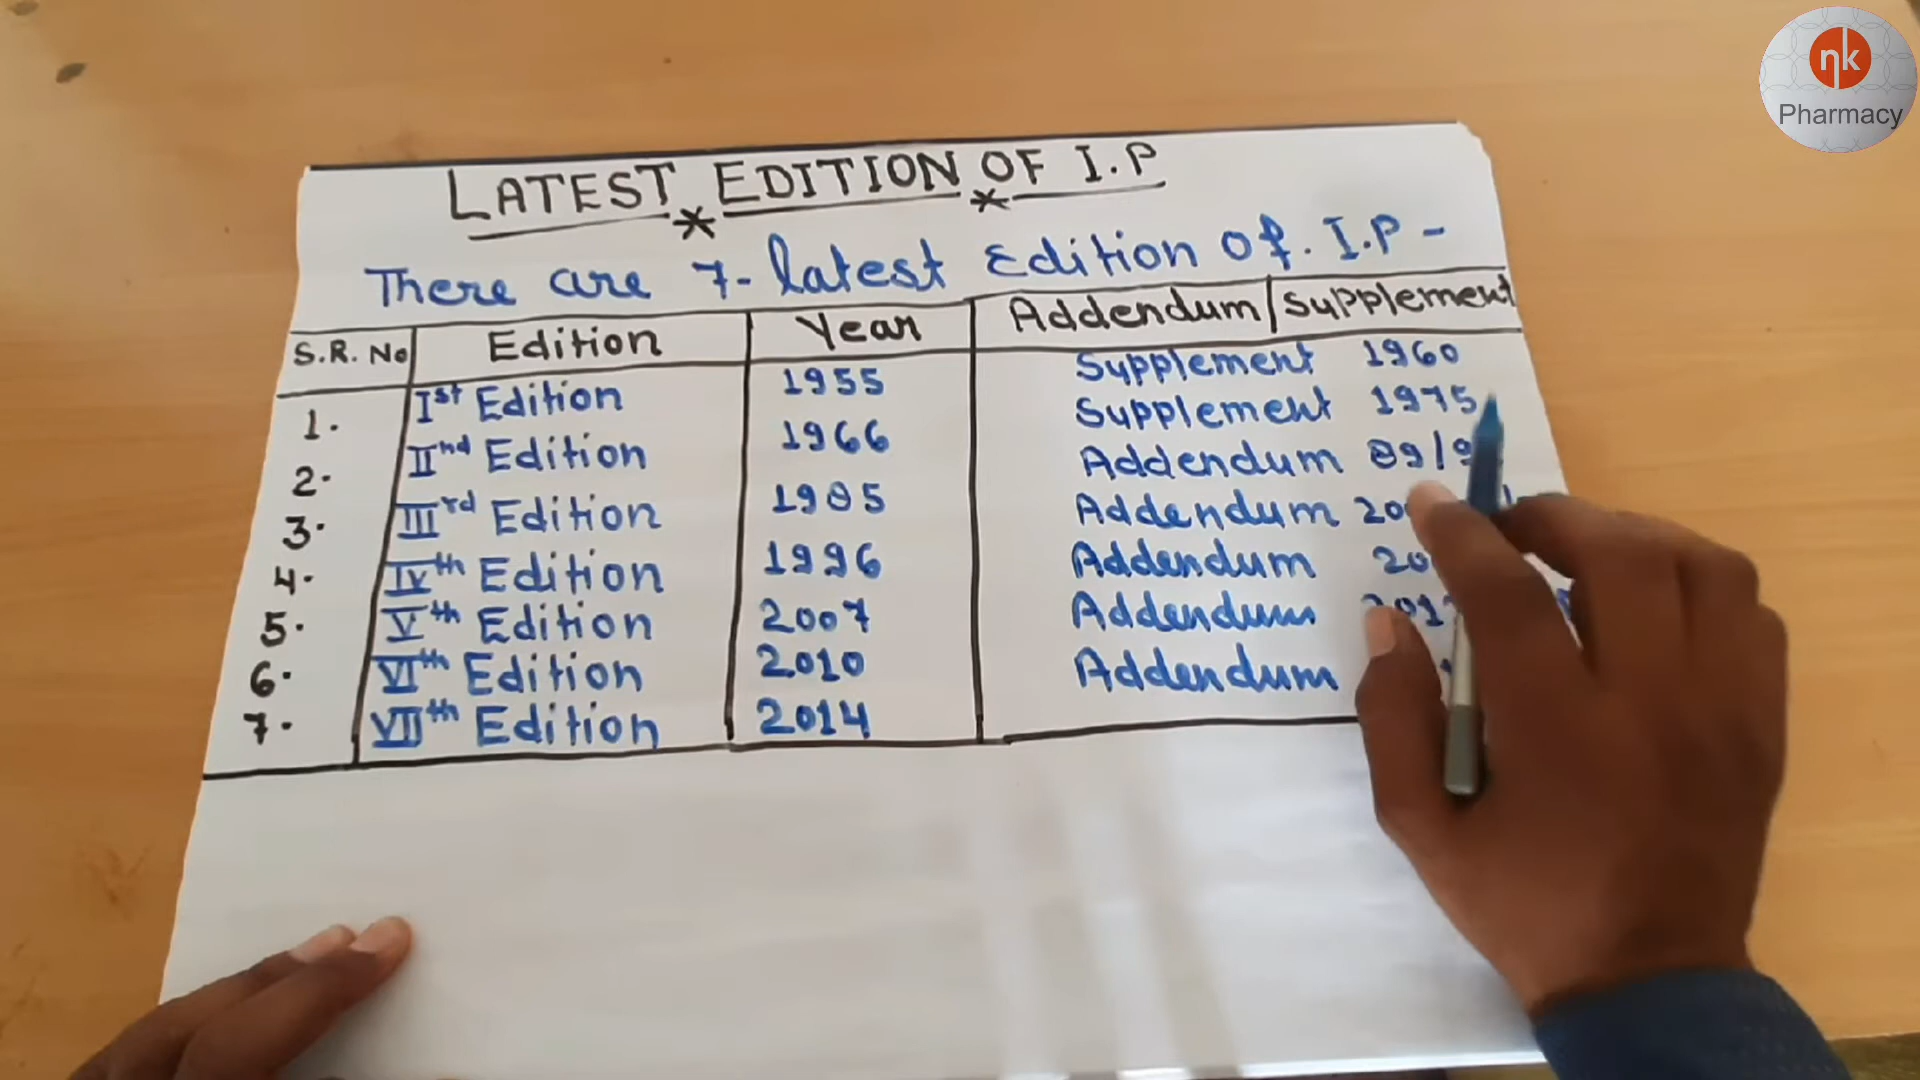 ηk
Pharmacy
LATEST EDITION OF I.P
There are 7- latest Edition Of. I.P -
S.R. No Edition Year Addendum/Supplement
1. Ist Edition 1955 Supplement 1960
2. IInd Edition 1966 Supplement 1975
3. IIIrd Edition 1985 Addendum
4. IVth Edition 1996 Addendum
5. Vth Edition 2007 Addendum
6. VIth Edition 2010 Addendum
7. VIIth Edition 2014 Addendum